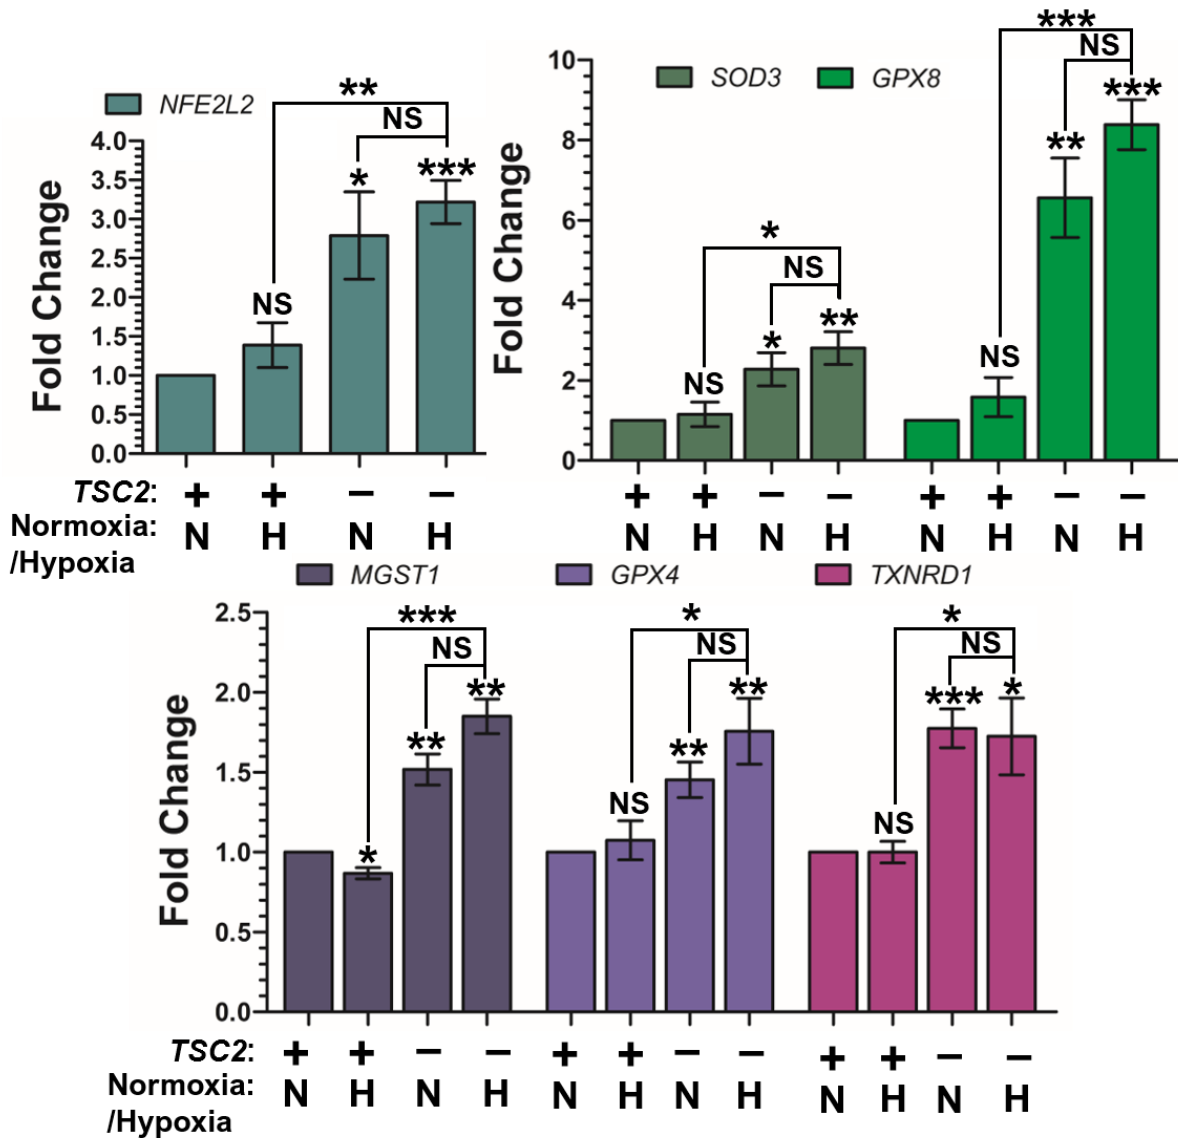 NFE2L2
**
NS
* ***
NS
4.0
3.5
3.0
2.5
2.0
1.5
1.0
0.5
0.0
Fold Change
TSC2: + + − −
Normoxia: N H N H
/Hypoxia
SOD3 GPX8
***
NS
** ***
NS
*
NS
* **
NS
10
8
6
4
2
0
Fold Change
+ + − − + + − −
N H N H N H N H
MGST1 GPX4 TXNRD1
*** * *
NS NS NS
** ** ** ** *** *
* NS NS
2.5
2.0
1.5
1.0
0.5
0.0
Fold Change
TSC2: + + − − + + − − + + − −
Normoxia: N H N H N H N H N H N H
/Hypoxia